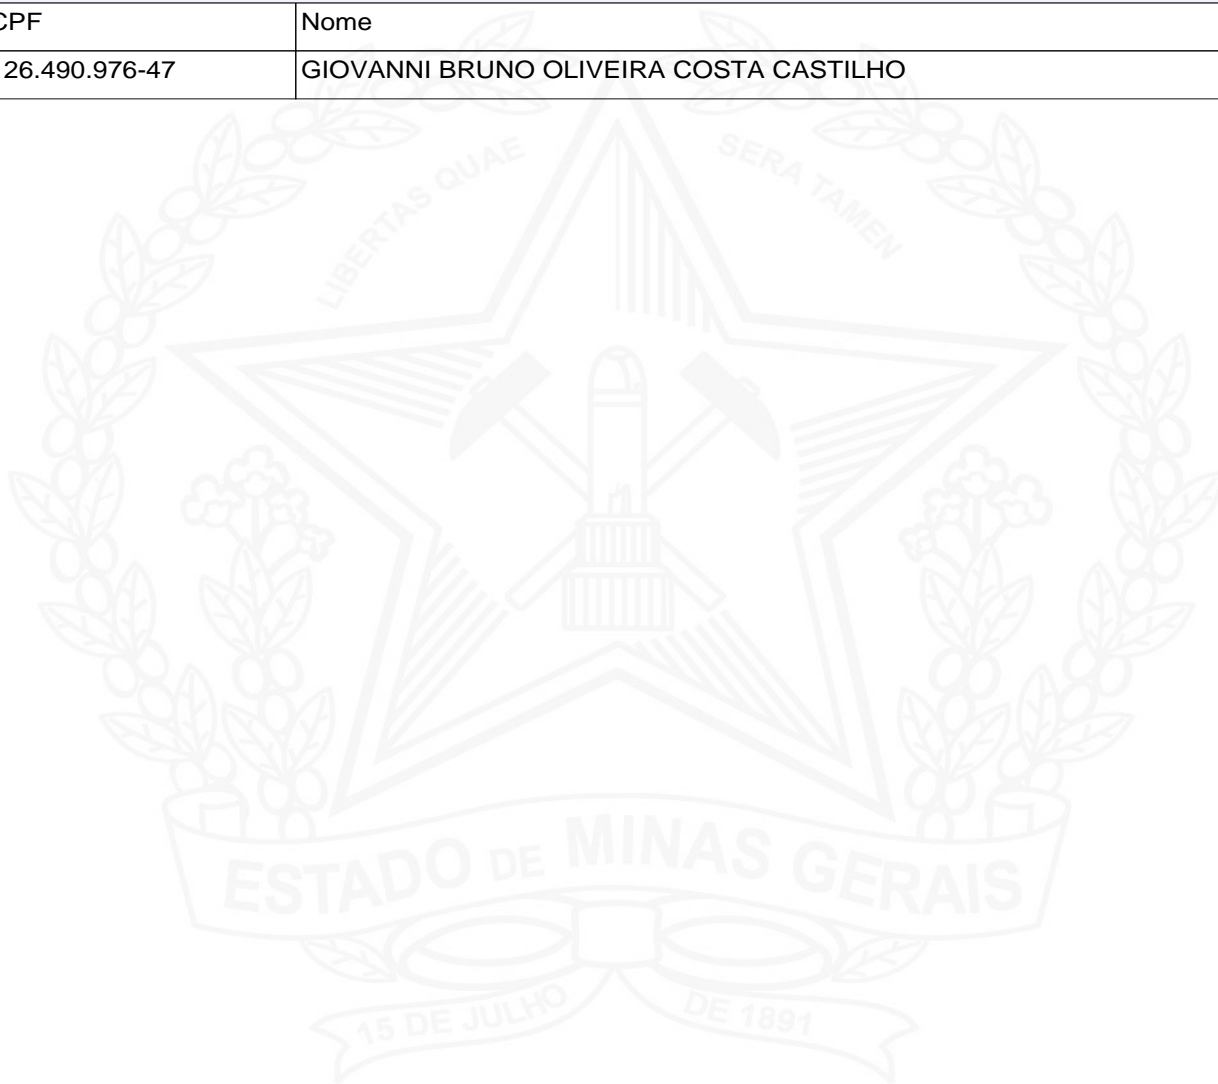 CPF Nome
26.490.976-47 GIOVANNI BRUNO OLIVEIRA COSTA CASTILHO
LIBERTAS QUAE SERA TAMEN
ESTADO DE MINAS GERAIS
15 DE JULHO DE 1891